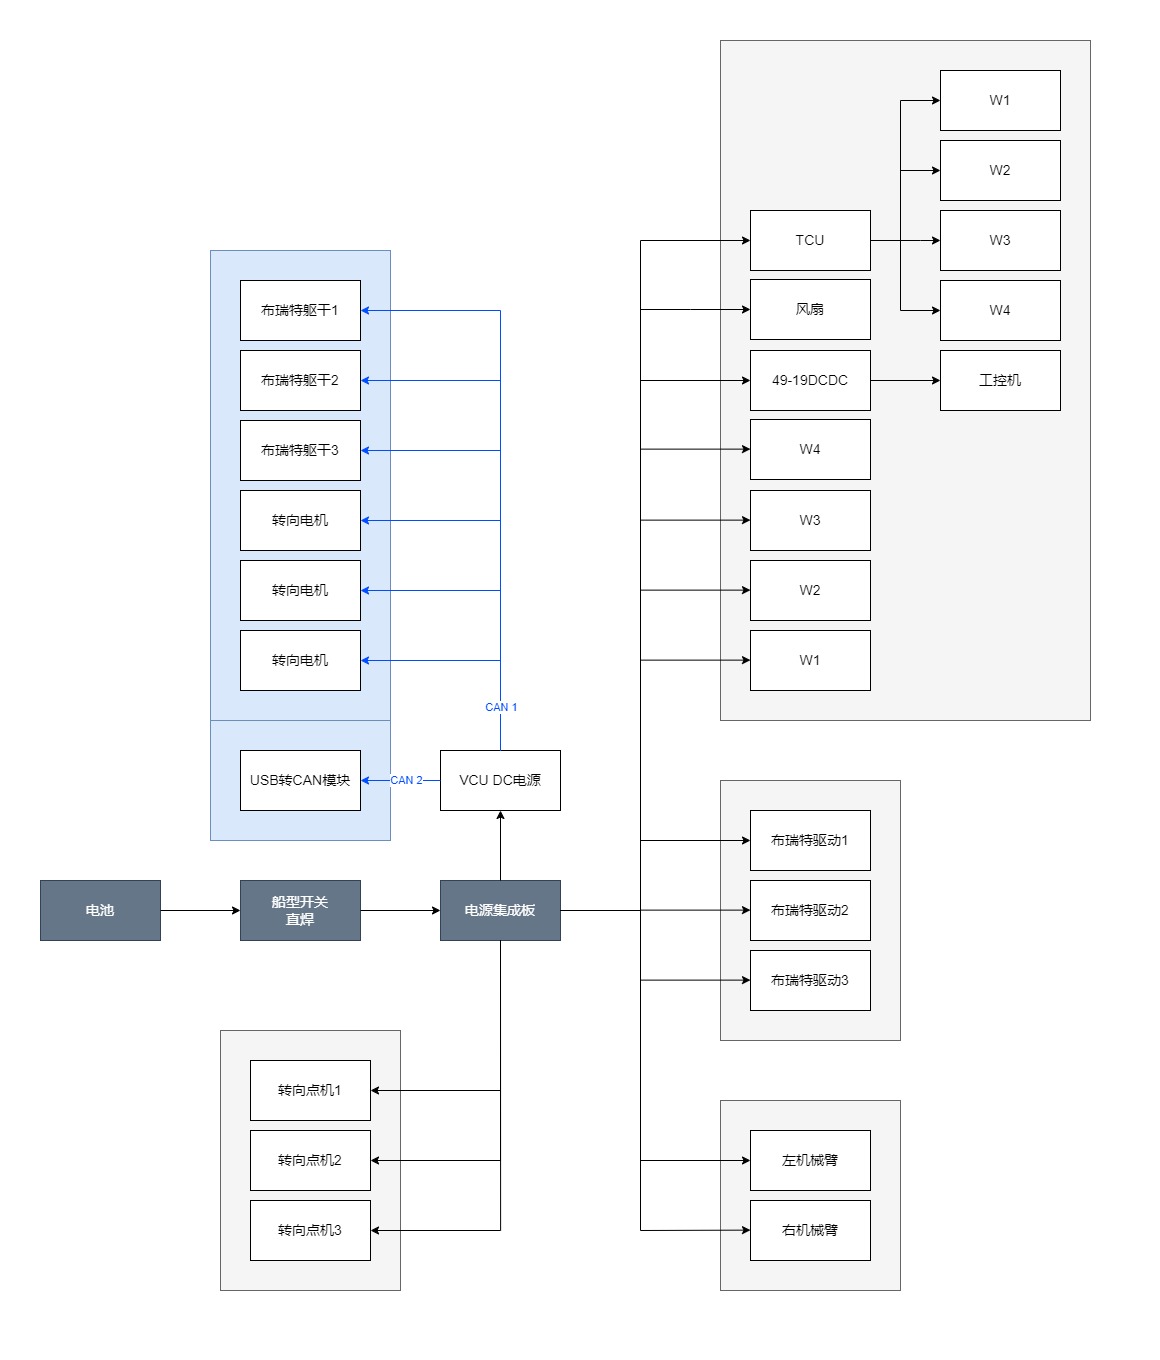 W1
W2
TCU
W3
风扇
W4
49-19DCDC
工控机
W4
W3
W2
W1
布瑞特躯干1
布瑞特躯干2
布瑞特躯干3
转向电机
转向电机
转向电机
CAN 1
USB转CAN模块
CAN 2
VCU DC电源
电池
船型开关
直焊
电源集成板
布瑞特驱动1
布瑞特驱动2
布瑞特驱动3
转向点机1
转向点机2
转向点机3
左机械臂
右机械臂